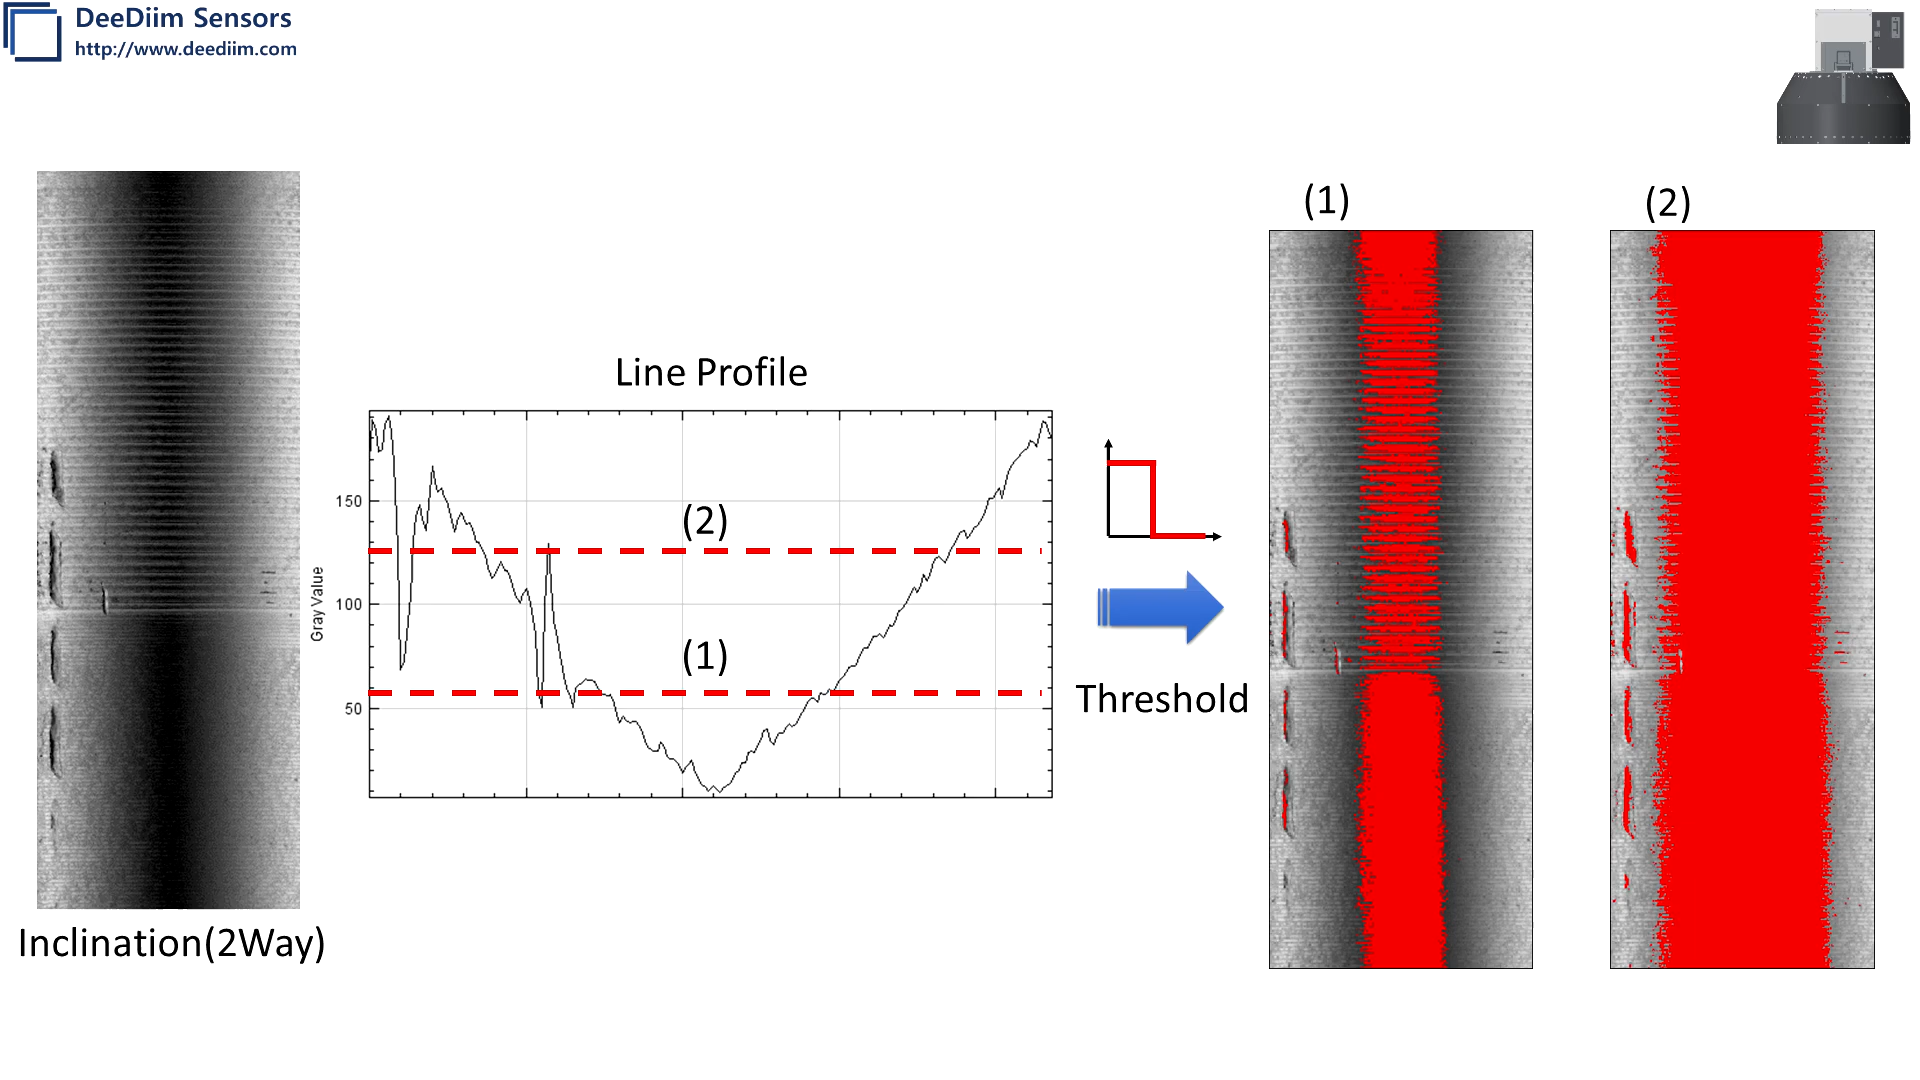 DeeDiim Sensors
http://www.deediim.com
(1)
(2)
Line Profile
150
(2)
100
Gray Value
(1)
50
Threshold
Inclination(2Way)